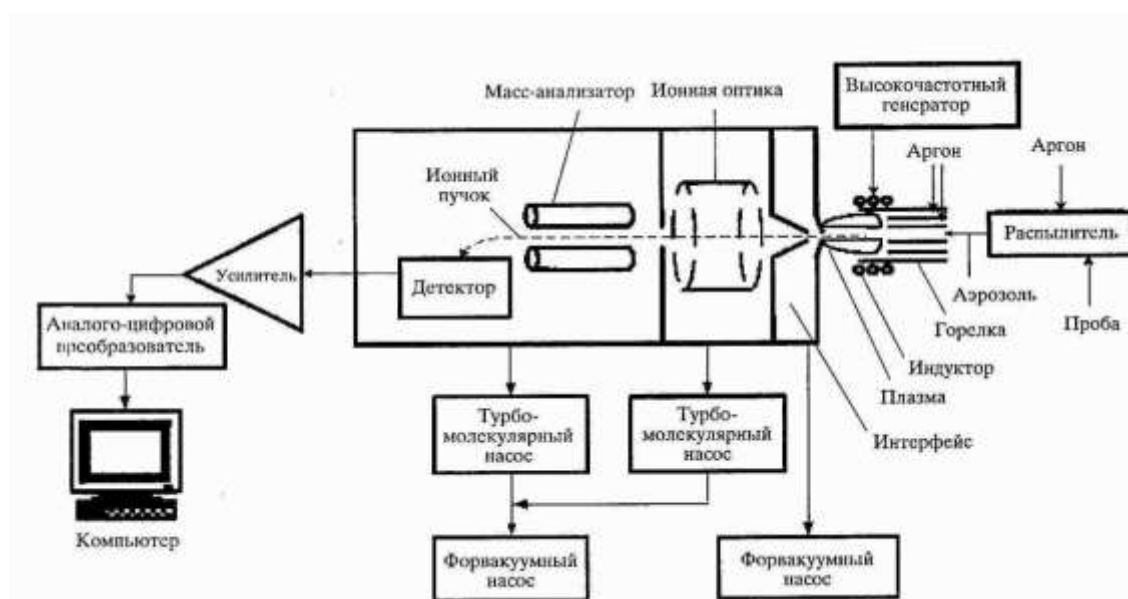 Масс-анализатор
Ионная оптика
Высокочастотный
генератор
Аргон
Аргон
Ионный
пучок
Распылитель
Усилитель
Детектор
Аэрозоль
Проба
Горелка
Аналого-цифровой
преобразователь
Индуктор
Плазма
Интерфейс
Турбо-
молекулярный
насос
Турбо-
молекулярный
насос
Компьютер
Форвакуумный
насос
Форвакуумный
насос